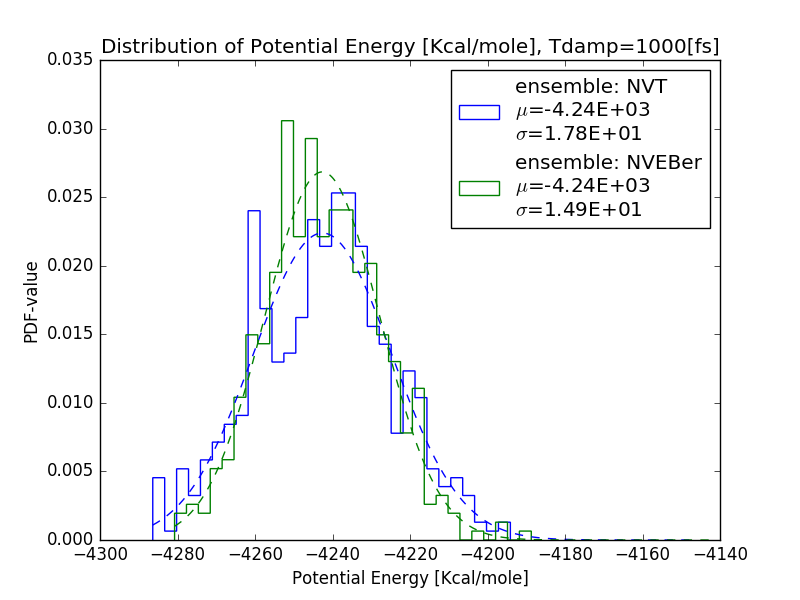 Distribution of Potential Energy [Kcal/mole], Tdamp=1000[fs]
0.035
0.030
0.025
0.020
0.015
0.010
0.005
0.000
PDF-value
ensemble: NVT
μ=-4.24E+03
σ=1.78E+01
ensemble: NVEBer
μ=-4.24E+03
σ=1.49E+01
−4300 −4280 −4260 −4240 −4220 −4200 −4180 −4160 −4140
Potential Energy [Kcal/mole]